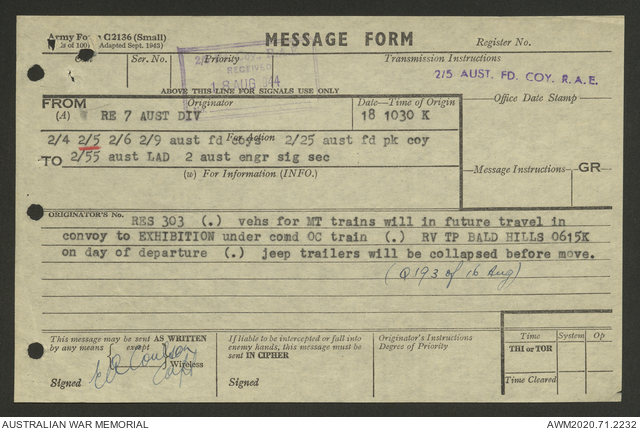 Army Fo C2136 (Small)
MESSAGE FORM
Register No.
s of 100) Adapted Sept. 1943)
Ser. No.
Priority
Transmission Instructions
RECEIVED
18 AUG 44
2/5 AUST. FD. COY. R.A.E.
ABOVE THIS LINE FOR SIGNALS USE ONLY
FROM
Originator
Date—Time of Origin
Office Date Stamp
(A) RE 7 AUST DIV
18 1030 K
2/4 2/5 2/6 2/9 aust fd coys
For Action
2/25 aust fd pk coy
TO
2/55 aust LAD 2 aust engr sig sec
Message Instructions
GR
(w) For Information (INFO.)
ORIGINATOR'S No.
RES 303 (.) vehs for MT trains will in future travel in
convoy to EXHIBITION under comd OC train (.) RV TP BALD HILLS 0615K
on day of departure (.) jeep trailers will be collapsed before move.
(Q193 of 16 Aug)
This message may be sent AS WRITTEN
by any means
except
Wireless
Signed
If liable to be intercepted or fall into
enemy hands, this message must be
sent IN CIPHER
Signed
Originator's Instructions
Degree of Priority
Time
System
Op
THI or TOR
Time Cleared
AUSTRALIAN WAR MEMORIAL
AWM2020.71.2232